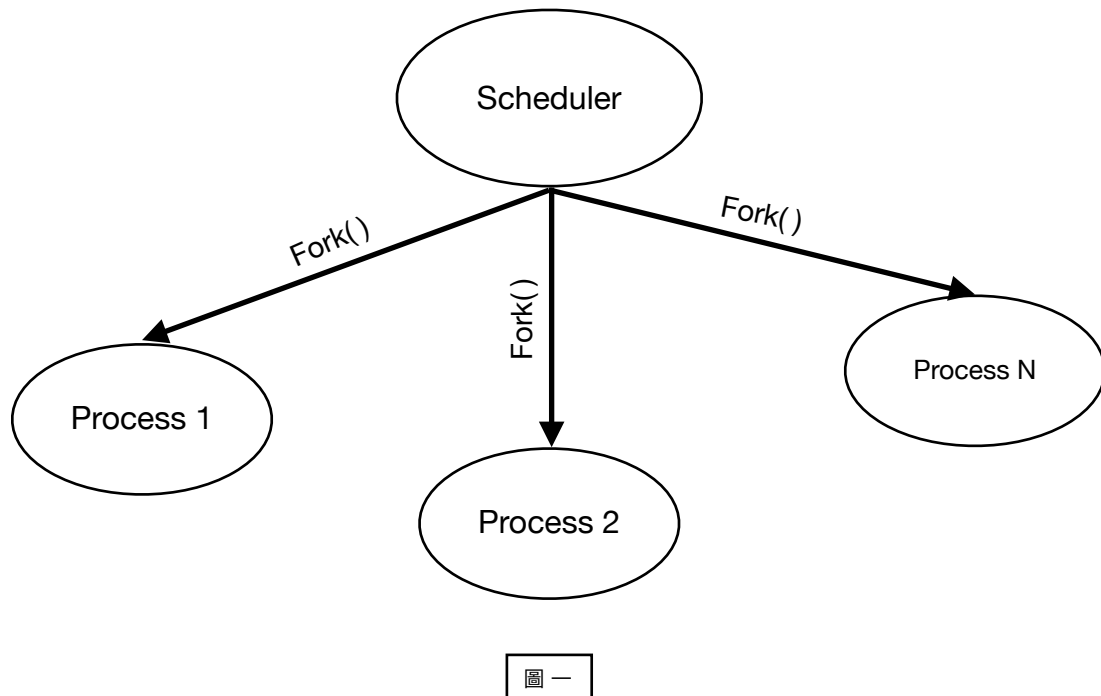 Scheduler
Fork( )
Fork( )
Fork( )
Process 1
Process 2
Process N
圖 一